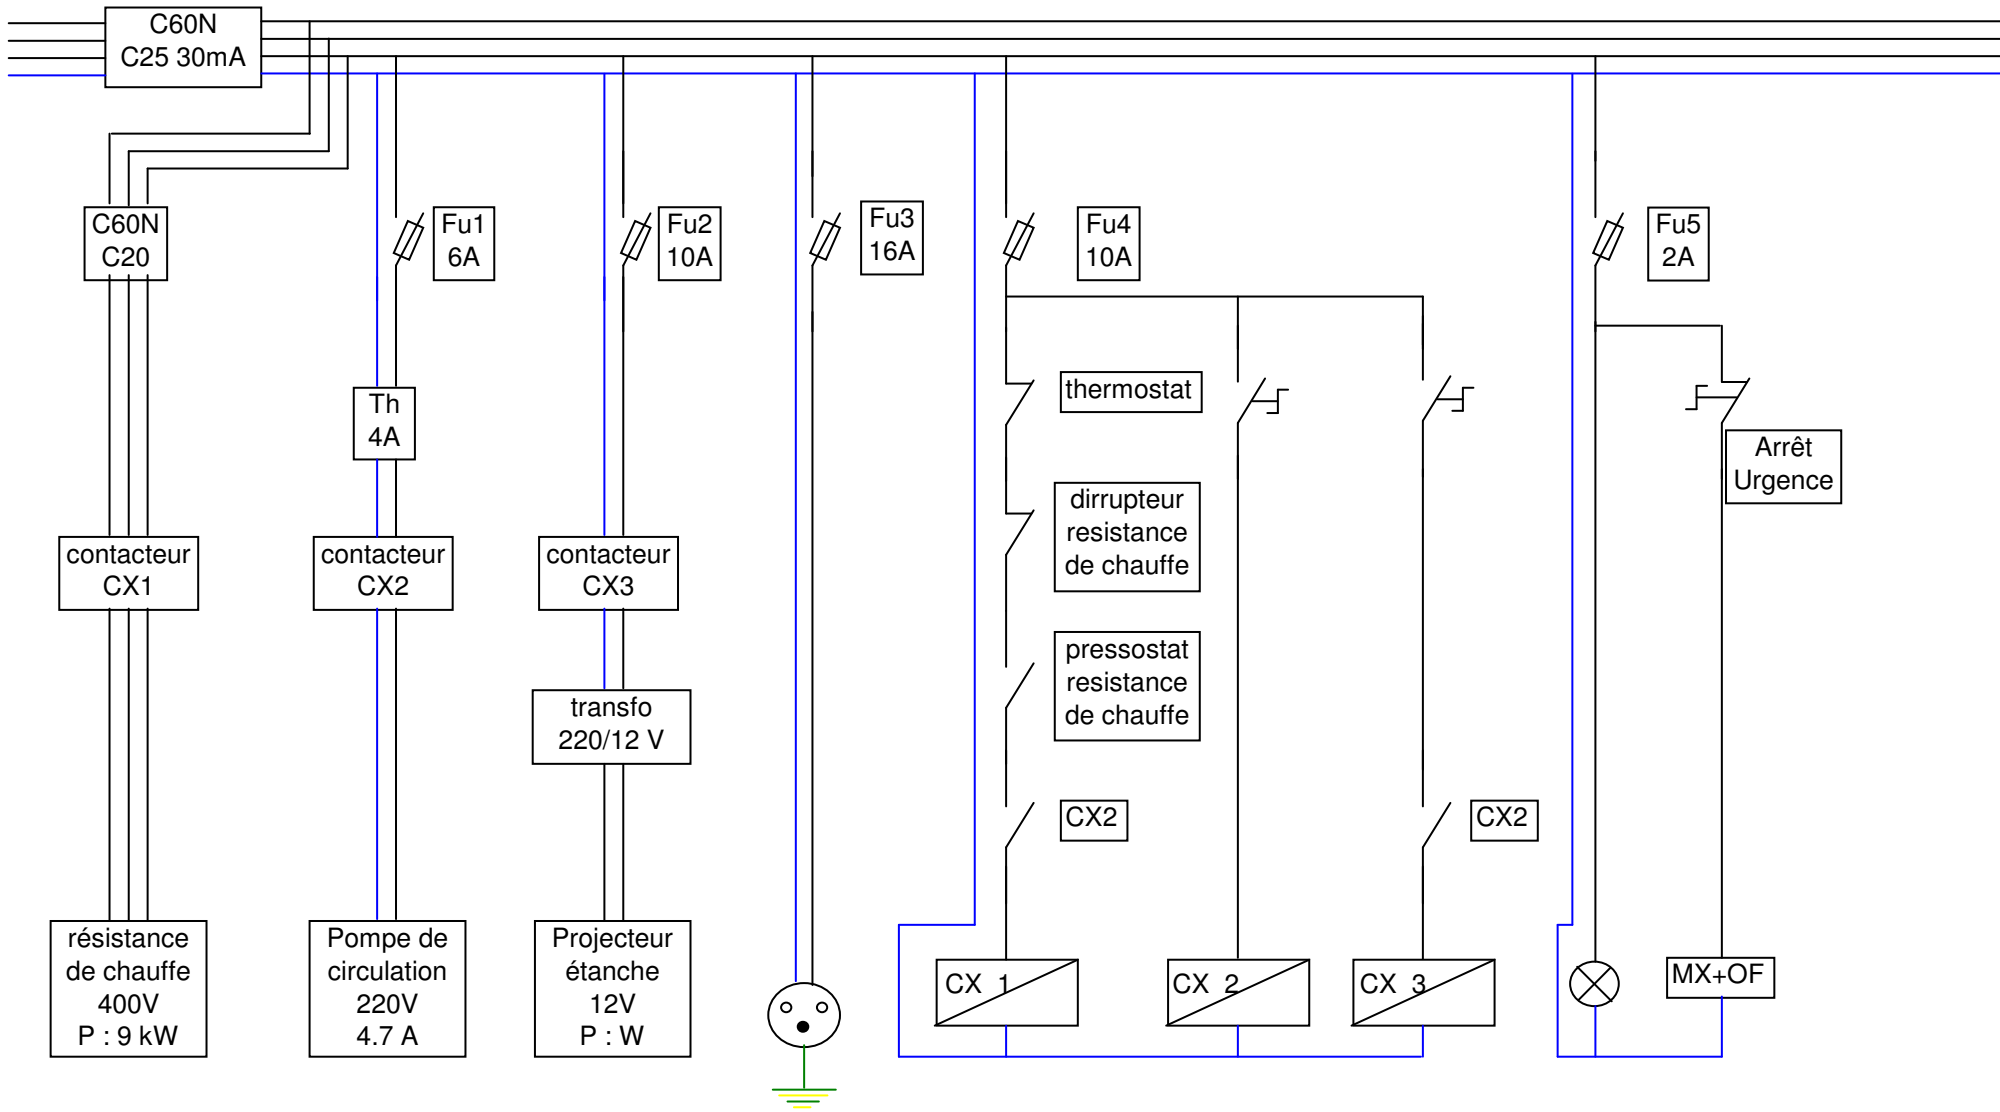 C60N
C25 30mA
C60N
C20
Fu1
6A
Fu2
10A
Fu3
16A
Fu4
10A
Fu5
2A
Th
4A
thermostat
Arrêt
Urgence
dirrupteur
resistance
de chauffe
contacteur
CX1
contacteur
CX2
contacteur
CX3
pressostat
resistance
de chauffe
transfo
220/12 V
CX2
CX2
résistance
de chauffe
400V
P : 9 kW
Pompe de
circulation
220V
4.7 A
Projecteur
étanche
12V
P : W
CX 1
CX 2
CX 3
MX+OF